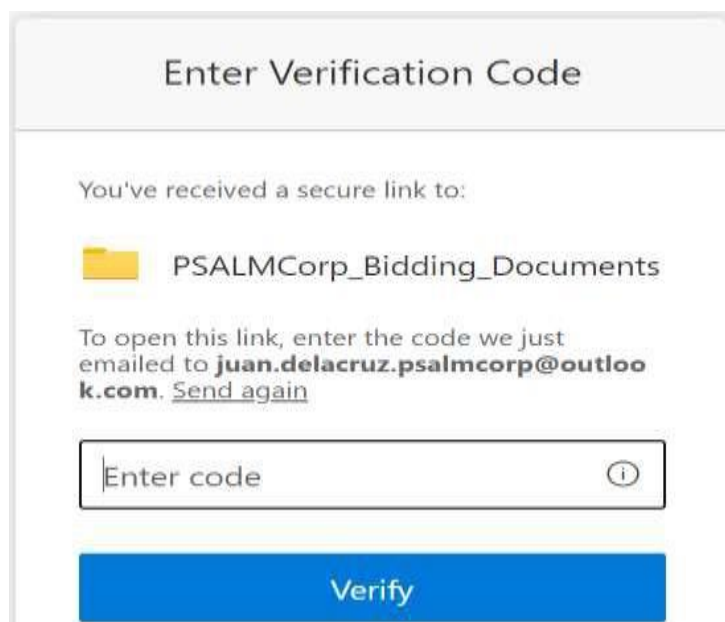 Enter Verification Code
You've received a secure link to:
PSALMCorp_Bidding_Documents
To open this link, enter the code we just
emailed to juan.delacruz.psalmcorp@outloo
k.com. Send again
Enter code
Verify